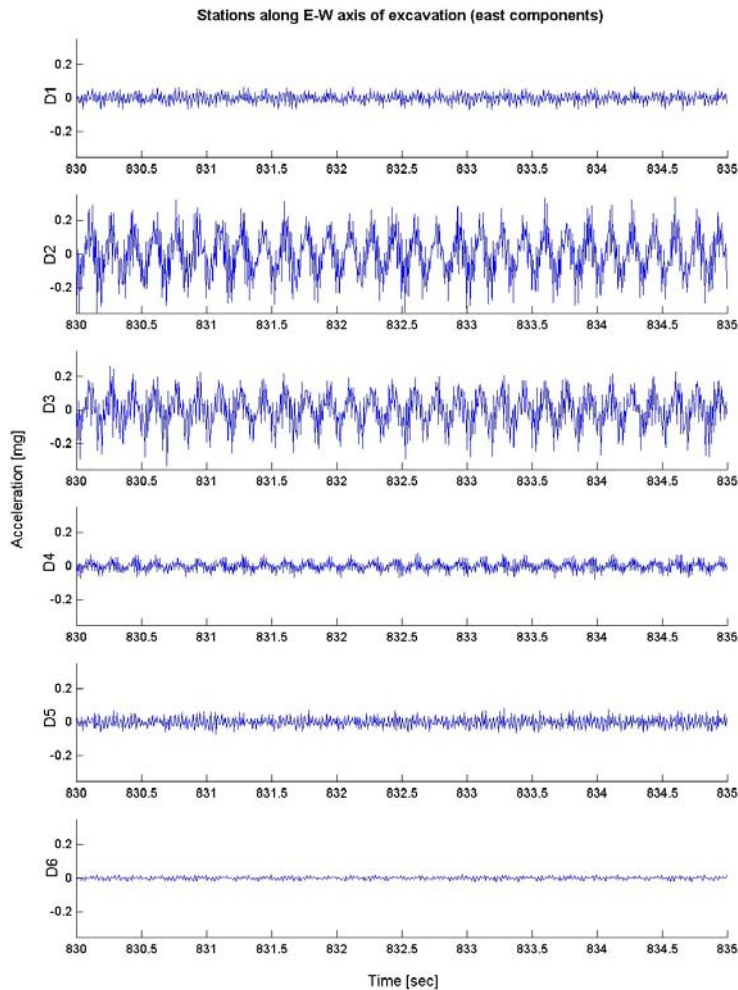 Stations along E-W axis of excavation (east components)
0.2
D1
0
-0.2
830 830.5 831 831.5 832 832.5 833 833.5 834 834.5 835
0.2
D2
0
-0.2
830 830.5 831 831.5 832 832.5 833 833.5 834 834.5 835
0.2
D3
0
-0.2
830 830.5 831 831.5 832 832.5 833 833.5 834 834.5 835
Acceleration [mg]
0.2
D4
0
-0.2
830 830.5 831 831.5 832 832.5 833 833.5 834 834.5 835
0.2
D5
0
-0.2
830 830.5 831 831.5 832 832.5 833 833.5 834 834.5 835
0.2
D6
0
-0.2
830 830.5 831 831.5 832 832.5 833 833.5 834 834.5 835
Time [sec]